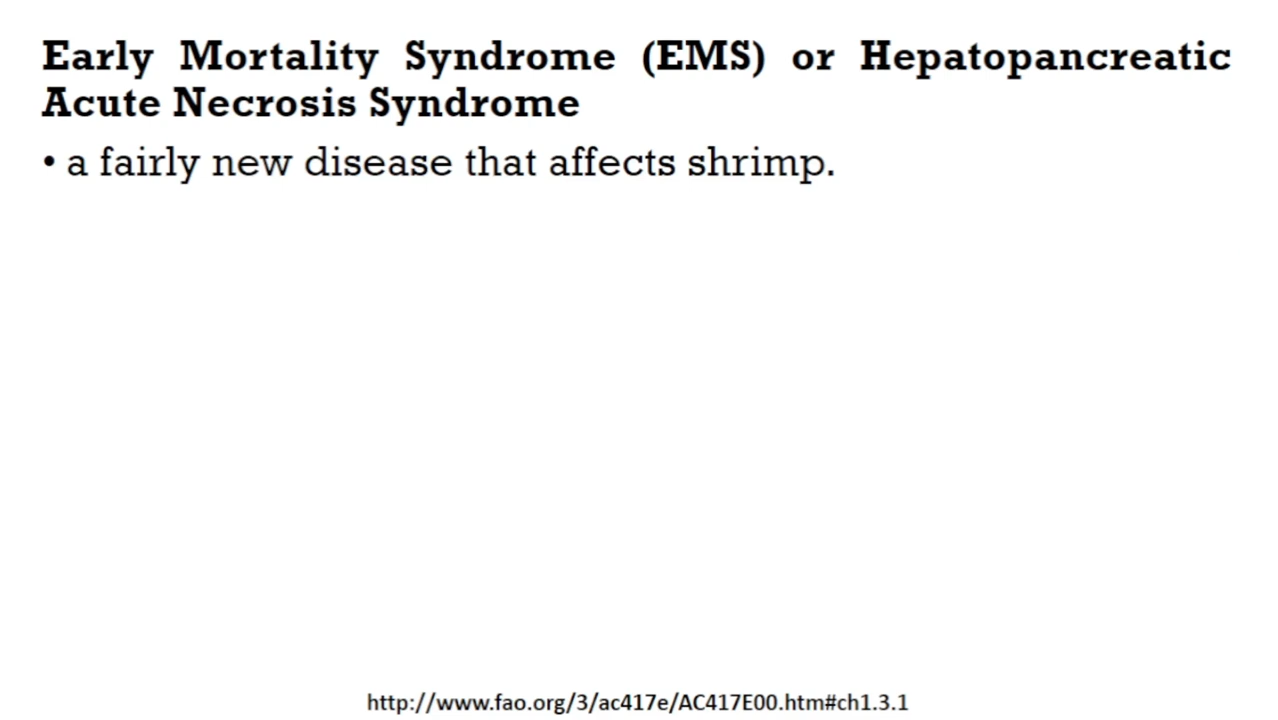 Early Mortality Syndrome (EMS) or Hepatopancreatic
Acute Necrosis Syndrome
• a fairly new disease that affects shrimp.
http://www.fao.org/3/ac417e/AC417E00.htm#ch1.3.1